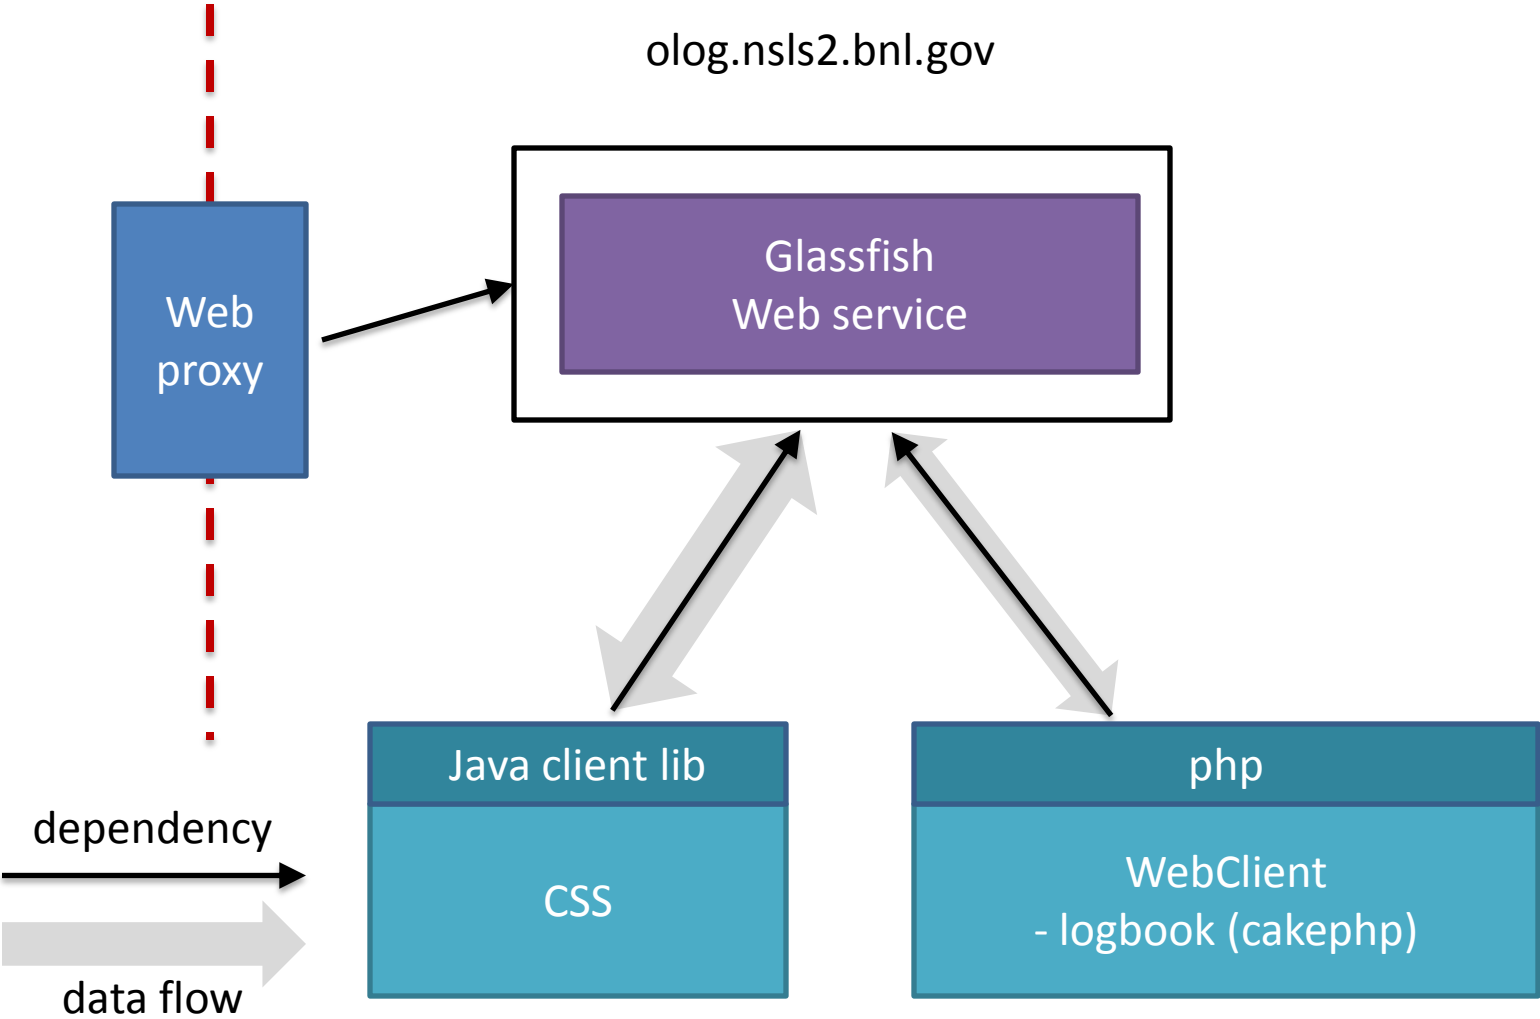 olog.nsls2.bnl.gov
Glassfish
Web service
Web
proxy
Java client lib
CSS
php
WebClient
- logbook (cakephp)
dependency
data flow